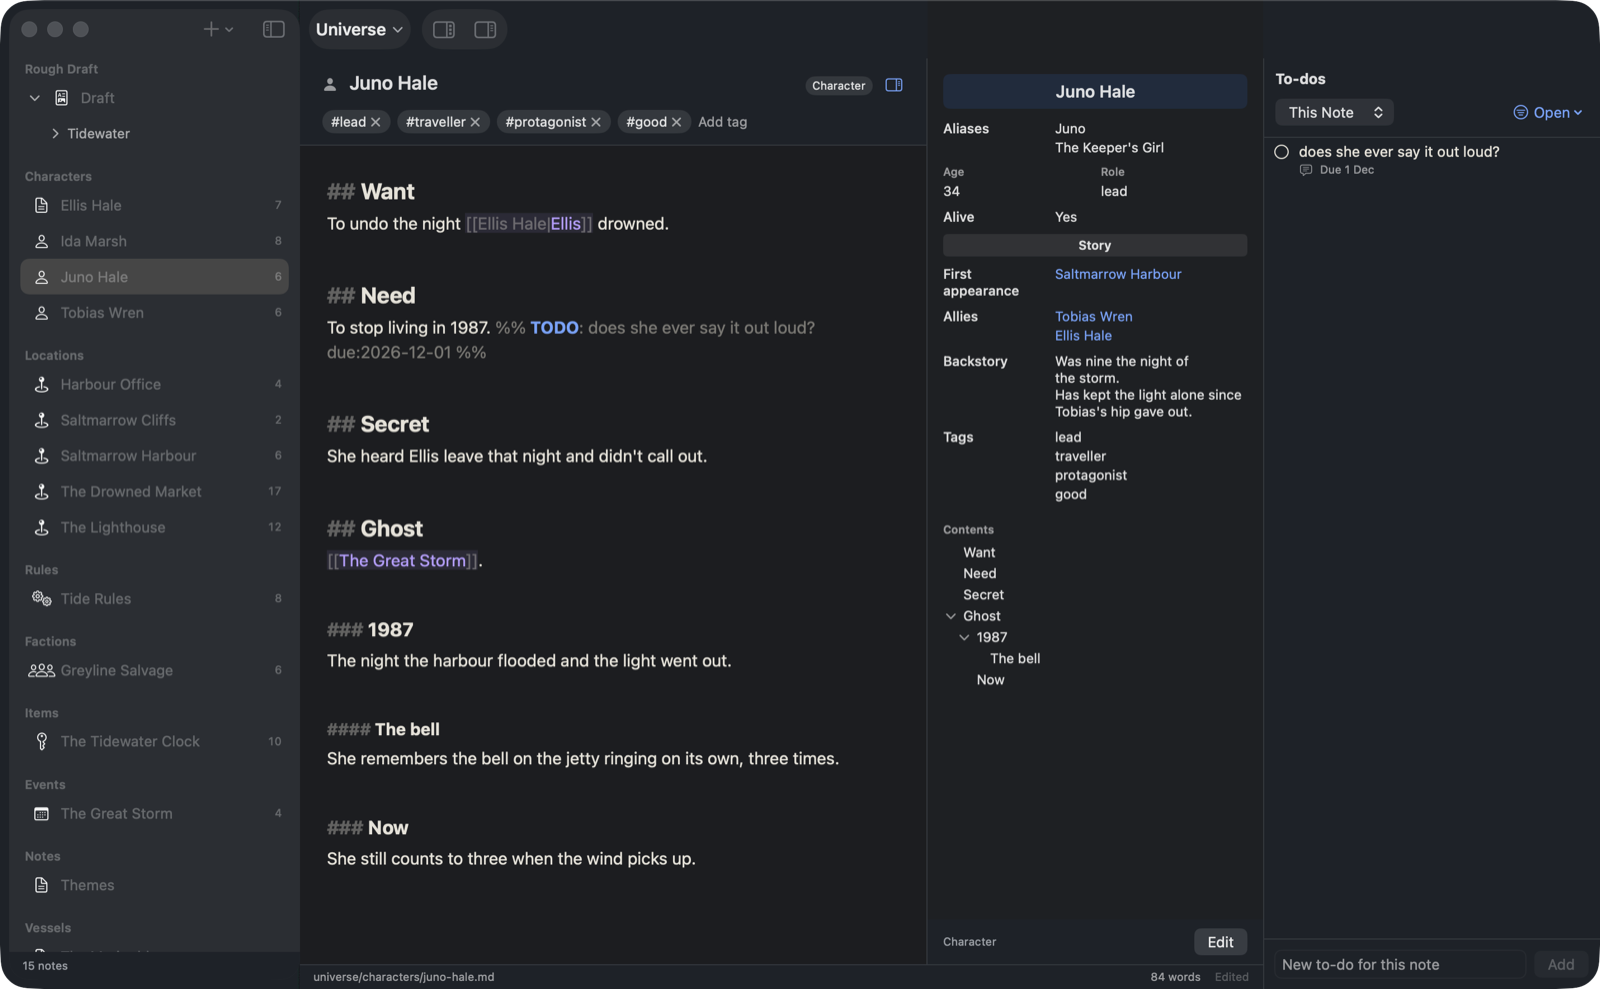 Rough Draft
Draft
Tidewater
Characters
Ellis Hale 7
Ida Marsh 8
Juno Hale 6
Tobias Wren 6
Locations
Harbour Office 4
Saltmarrow Cliffs 2
Saltmarrow Harbour 6
The Drowned Market 17
The Lighthouse 12
Rules
Tide Rules 8
Factions
Greyline Salvage 6
Items
The Tidewater Clock 10
Events
The Great Storm 4
Notes
Themes
Vessels
15 notes
Universe
Juno Hale
Character
#lead
#traveller
#protagonist
#good
Add tag
## Want
To undo the night [[Ellis Hale|Ellis]] drowned.
## Need
To stop living in 1987. %% TODO: does she ever say it out loud?
due:2026-12-01 %%
## Secret
She heard Ellis leave that night and didn't call out.
## Ghost
[[The Great Storm]].
### 1987
The night the harbour flooded and the light went out.
#### The bell
She remembers the bell on the jetty ringing on its own, three times.
### Now
She still counts to three when the wind picks up.
universe/characters/juno-hale.md
84 words
Edited
Juno Hale
Aliases
Juno
The Keeper's Girl
Age
34
Role
lead
Alive
Yes
Story
First
appearance
Saltmarrow Harbour
Allies
Tobias Wren
Ellis Hale
Backstory
Was nine the night of
the storm.
Has kept the light alone since
Tobias's hip gave out.
Tags
lead
traveller
protagonist
good
Contents
Want
Need
Secret
Ghost
1987
The bell
Now
Character
Edit
To-dos
This Note
Open
does she ever say it out loud?
Due 1 Dec
New to-do for this note
Add